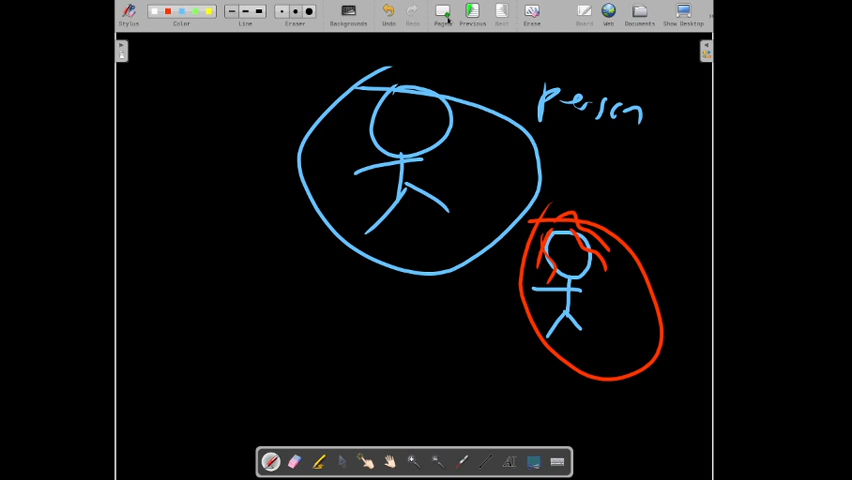 Stylus
Color
Line
Eraser
Backgrounds
Undo
Redo
Pages
Previous
Next
Erase
Board
Web
Documents
Show Desktop
person